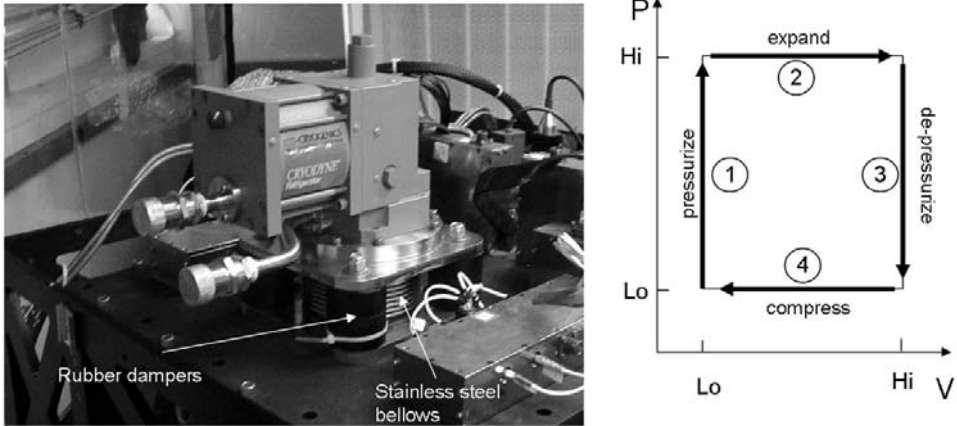 CTI-CRYOGENICS
CRYODYNE
Refrigerator
Rubber dampers
Stainless steel
bellows
P
Hi
expand
2
pressurize
1
3
de-pressurize
4
Lo
compress
Lo
Hi
V